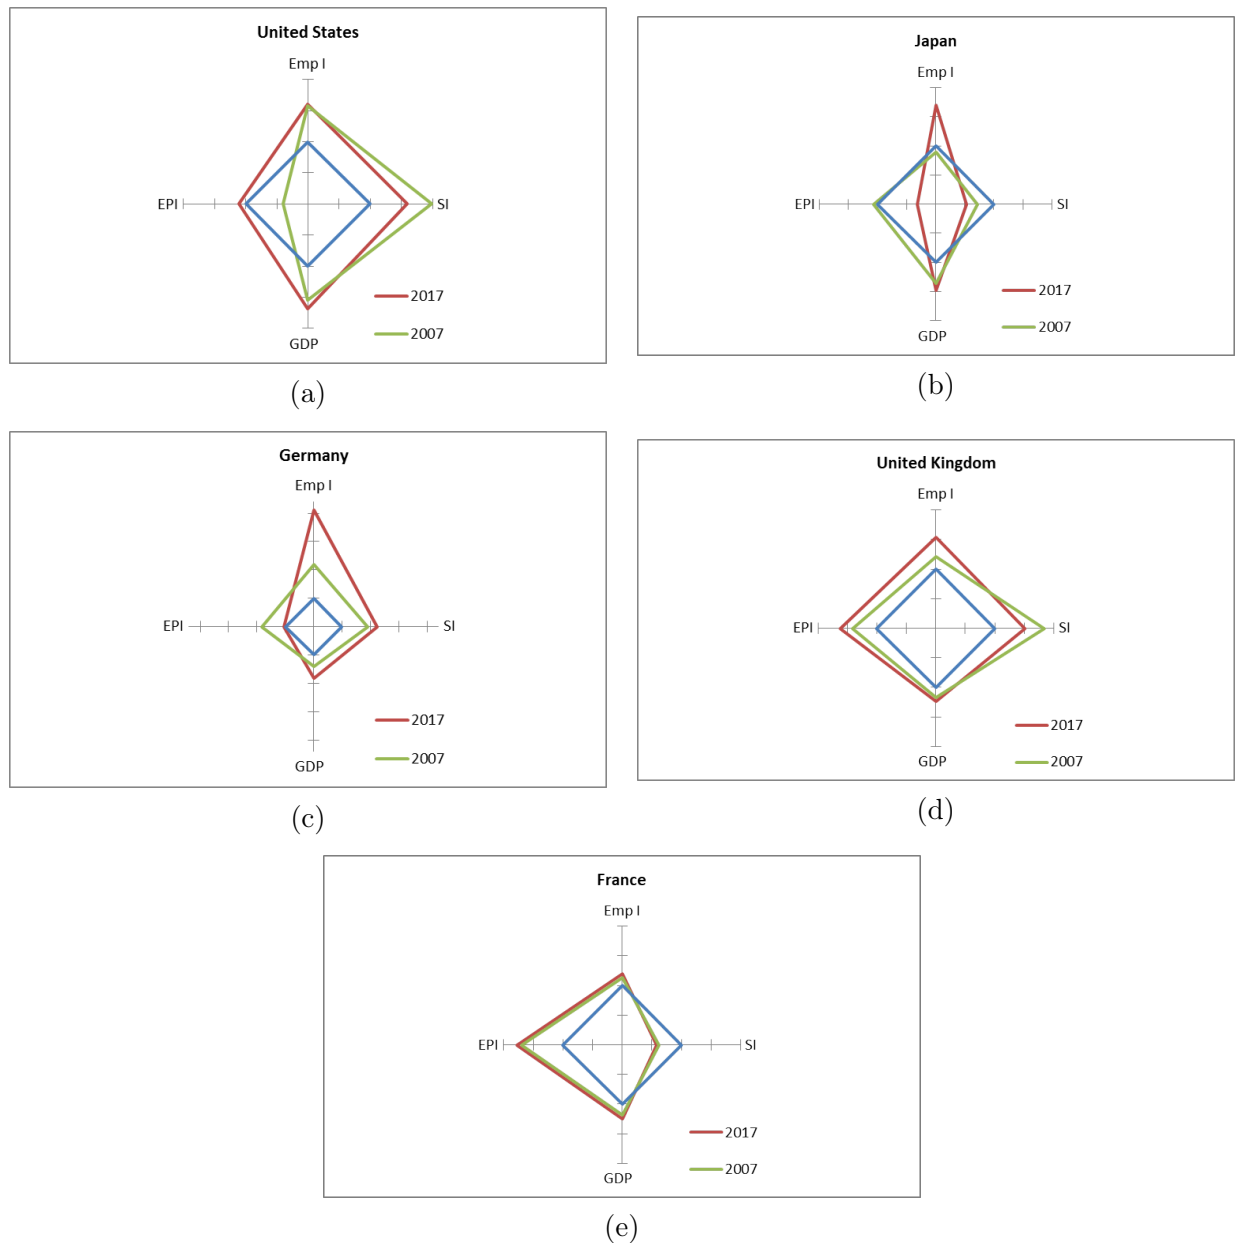 United States
Emp I
EPI
SI
2017
2007
GDP
(a)
Japan
Emp I
EPI
SI
2017
2007
GDP
(b)
Germany
Emp I
EPI
SI
2017
2007
GDP
(c)
United Kingdom
Emp I
EPI
SI
2017
2007
GDP
(d)
France
Emp I
EPI
SI
2017
2007
GDP
(e)